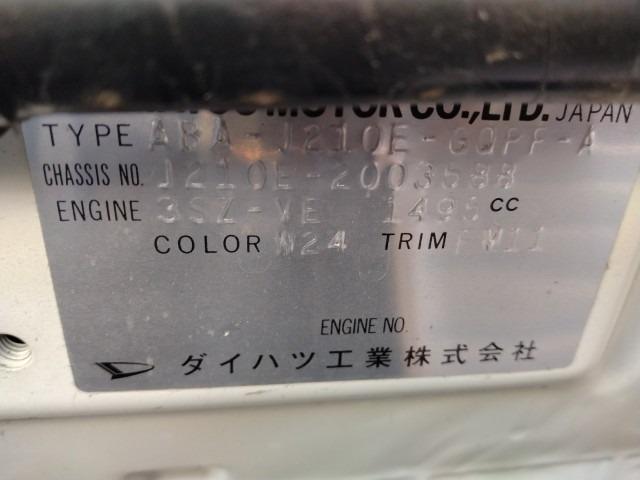 MOTOR CO.,LTD. JAPAN
TYPE ABA-J210E-GQPF-A
CHASSIS NO. J210E-2003588
ENGINE 3SZ-VE 1495 CC
COLOR W24 TRIM FW11
ENGINE NO.
ダイハツ工業株式会社